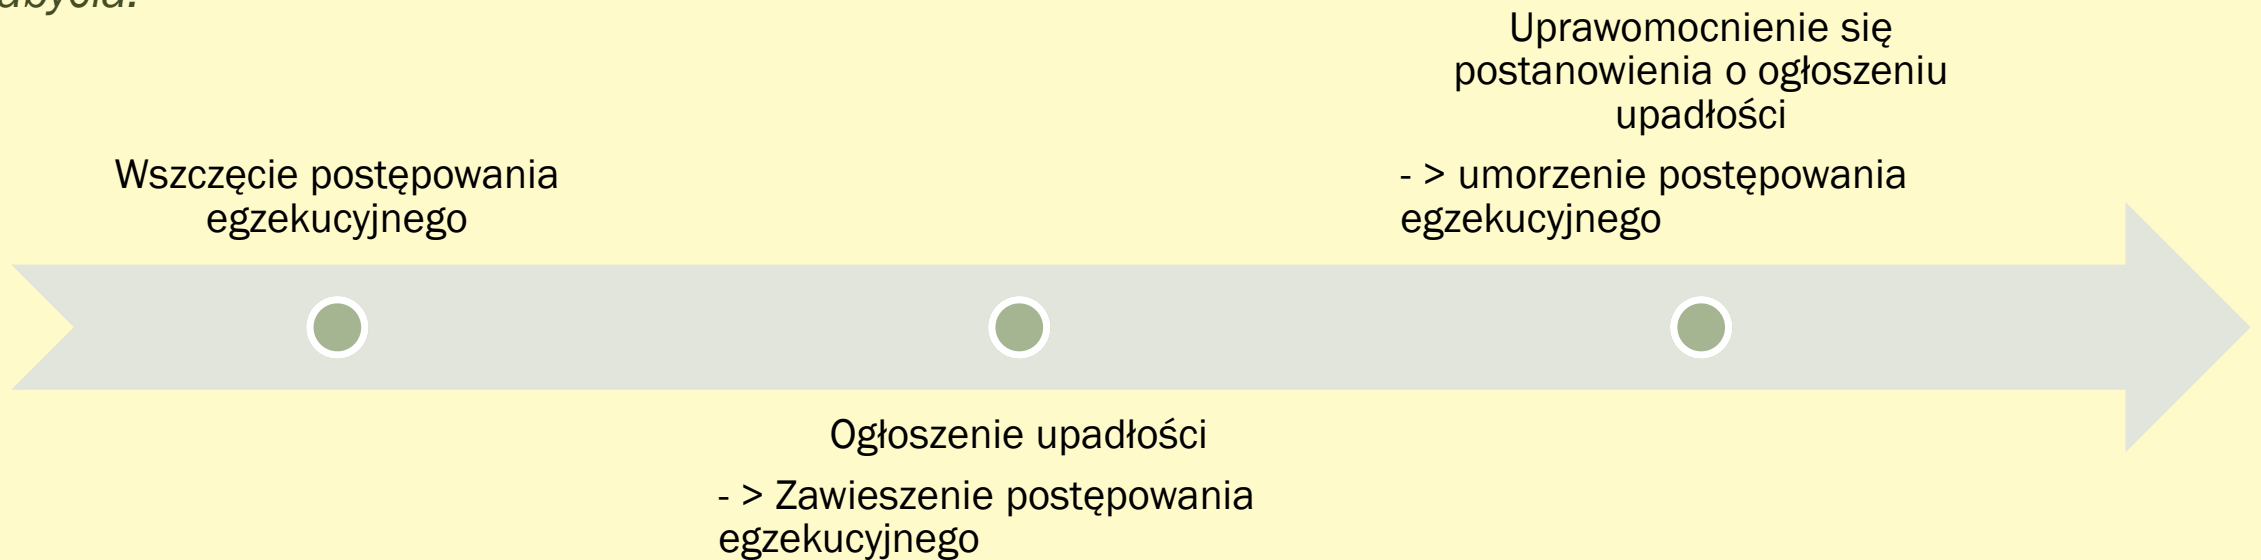 Uprawomocnienie się
postanowienia o ogłoszeniu
upadłości
- > umorzenie postępowania
egzekucyjnego
Wszczęcie postępowania
egzekucyjnego
Ogłoszenie upadłości
- > Zawieszenie postępowania
egzekucyjnego